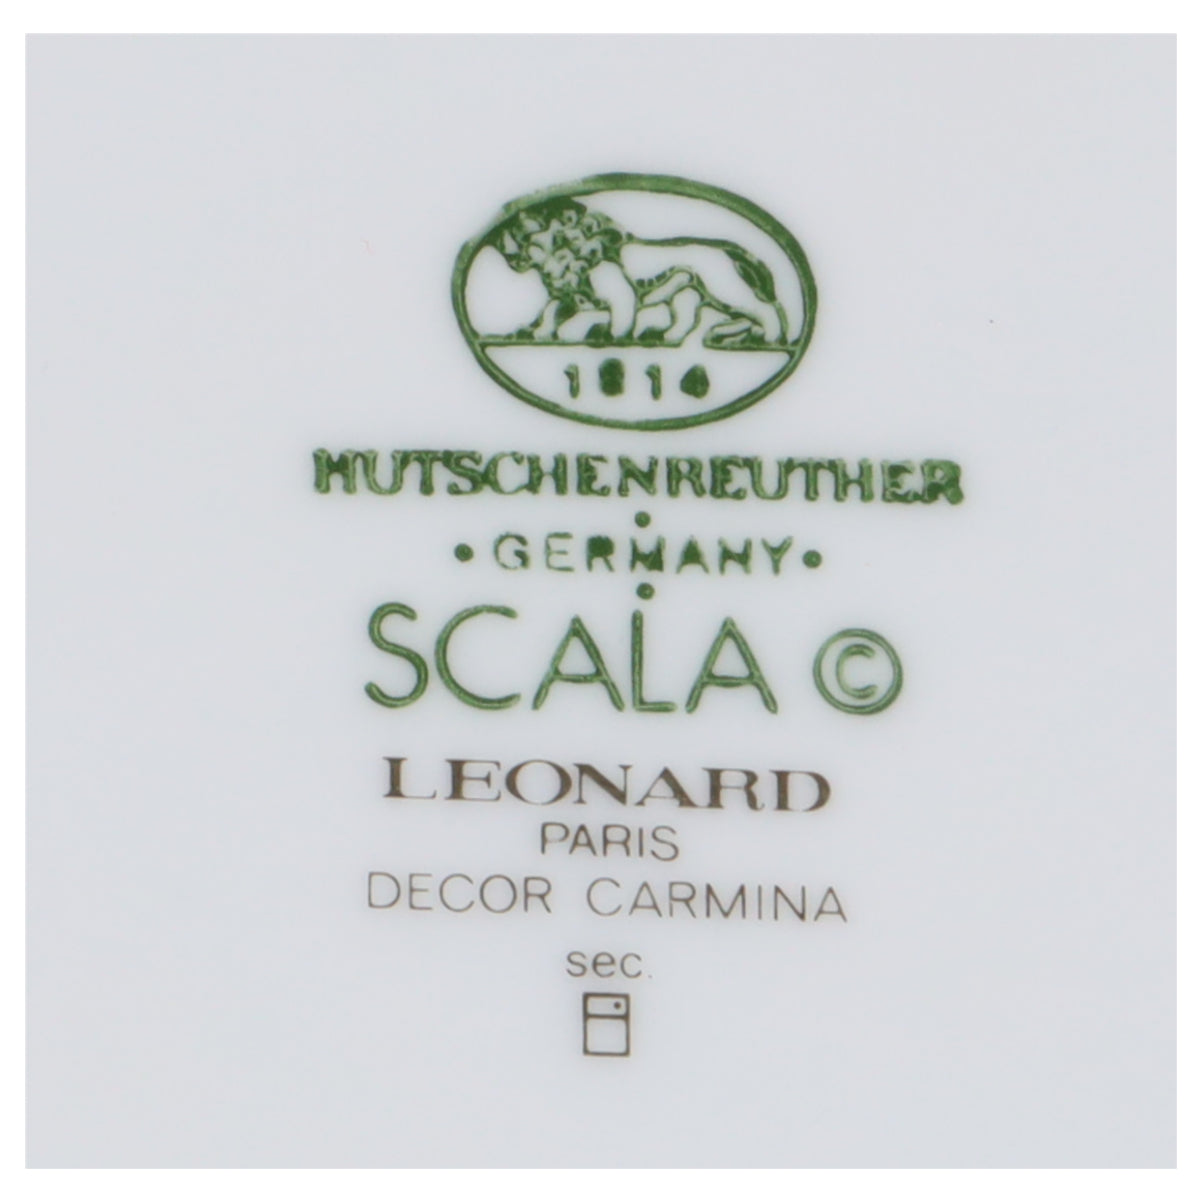 1814
HUTSCHENREUTHER
• GERMANY •
SCALA ©
LEONARD
PARIS
DECOR CARMINA
sec.